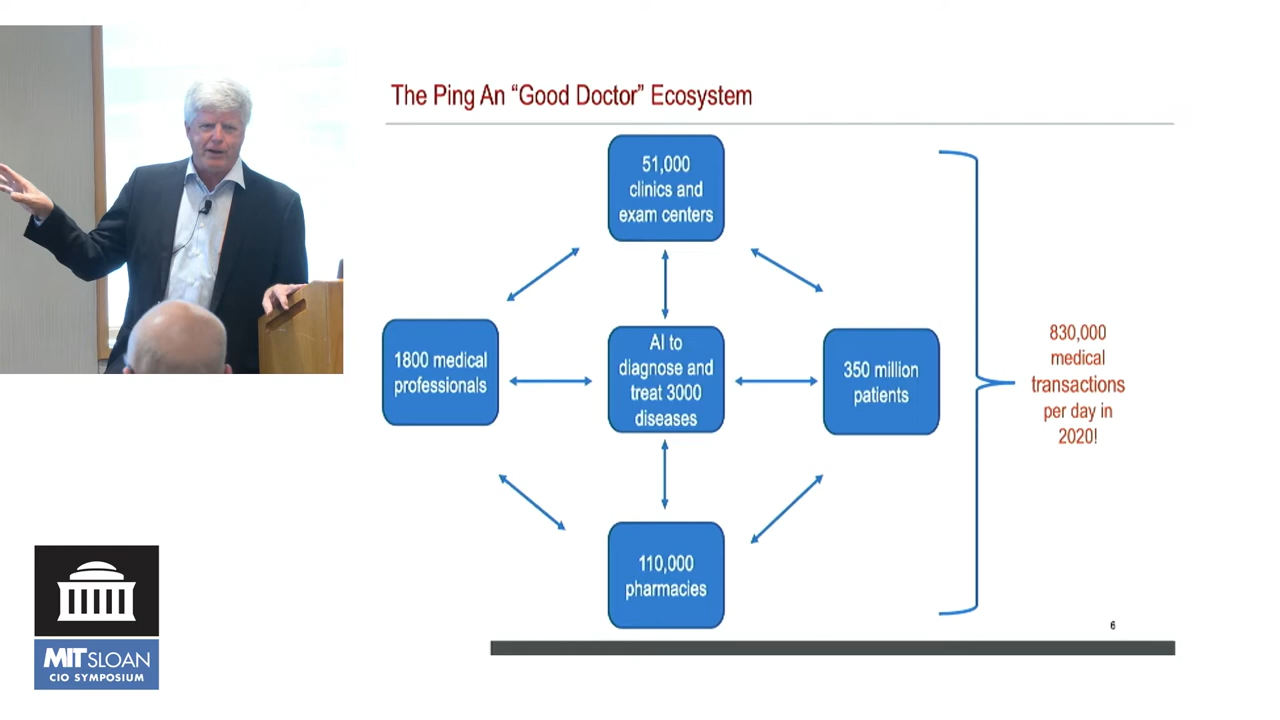 The Ping An “Good Doctor” Ecosystem
51,000
clinics and
exam centers
1800 medical
professionals
AI to
diagnose and
treat 3000
diseases
350 million
patients
110,000
pharmacies
830,000
medical
transactions
per day in
2020!
6
MIT SLOAN
CIO SYMPOSIUM